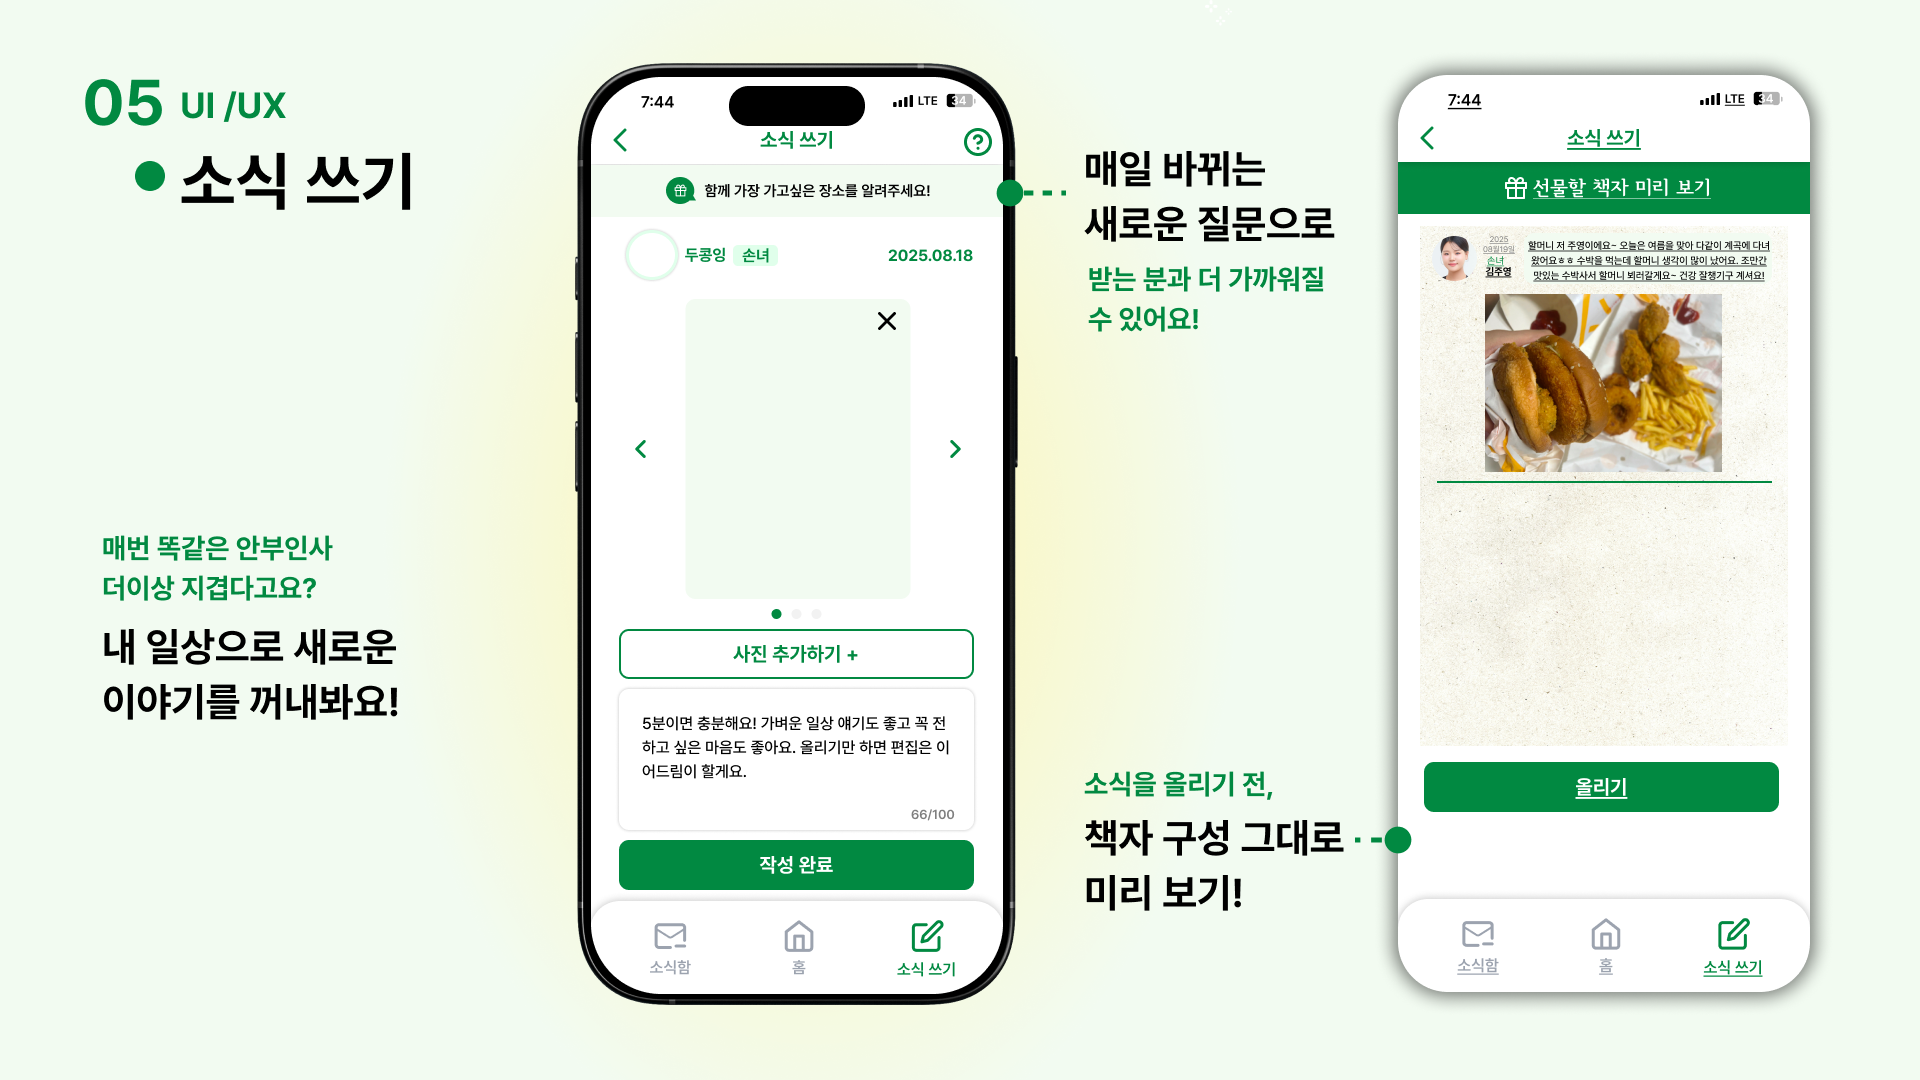 05 UI /UX
소식 쓰기
매번 똑같은 안부인사
더이상 지겹다고요?
내 일상으로 새로운
이야기를 꺼내봐요!
7:44
LTE 34
소식 쓰기
함께 가장 가고싶은 장소를 알려주세요!
두콩잉 손녀 2025.08.18
사진 추가하기 +
5분이면 충분해요! 가벼운 일상 얘기도 좋고 꼭 전
하고 싶은 마음도 좋아요. 올리기만 하면 편집은 이
어드림이 할게요.
66/100
작성 완료
소식함 홈 소식 쓰기
매일 바뀌는
새로운 질문으로
받는 분과 더 가까워질
수 있어요!
소식을 올리기 전,
책자 구성 그대로
미리 보기!
7:44
LTE 34
소식 쓰기
선물할 책자 미리 보기
2025
08월19일
손녀
김주영
할머니 저 주영이에요~ 오늘은 여름을 맞아 다같이 계곡에 다녀
왔어요ㅎㅎ 수박을 먹는데 할머니 생각이 많이 났어요. 조만간
맛있는 수박사서 할머니 뵈러갈게요~ 건강 잘챙기구 계셔요!
올리기
소식함 홈 소식 쓰기